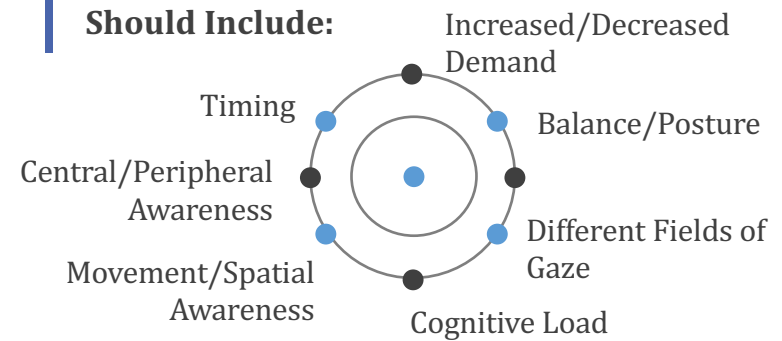 Should Include:
Increased/Decreased
Demand
Timing
Balance/Posture
Central/Peripheral
Awareness
Different Fields of
Gaze
Movement/Spatial
Awareness
Cognitive Load